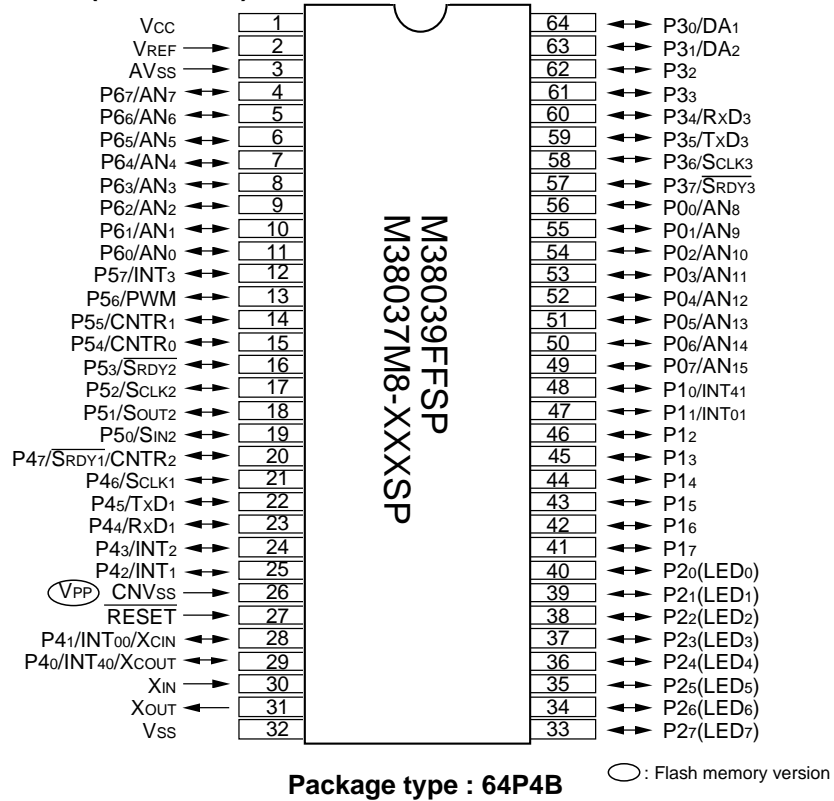 VCC 1 64 P30/DA1
VREF 2 63 P31/DA2
AVSS 3 62 P32
P67/AN7 4 61 P33
P66/AN6 5 60 P34/RXD3
P65/AN5 6 59 P35/TXD3
P64/AN4 7 58 P36/SCLK3
P63/AN3 8 57 P37/SRDY3
P62/AN2 9 56 P00/AN8
P61/AN1 10 55 P01/AN9
P60/AN0 11 54 P02/AN10
P57/INT3 12 53 P03/AN11
P56/PWM 13 52 P04/AN12
P55/CNTR1 14 51 P05/AN13
P54/CNTR0 15 50 P06/AN14
P53/SRDY2 16 49 P07/AN15
P52/SCLK2 17 48 P10/INT41
P51/SOUT2 18 47 P11/INT01
P50/SIN2 19 46 P12
P47/SRDY1/CNTR2 20 45 P13
P46/SCLK1 21 44 P14
P45/TXD1 22 43 P15
P44/RXD1 23 42 P16
P43/INT2 24 41 P17
P42/INT1 25 40 P20(LED0)
VPP CNVSS 26 39 P21(LED1)
RESET 27 38 P22(LED2)
P41/INT00/XCIN 28 37 P23(LED3)
P40/INT40/XCOUT 29 36 P24(LED4)
XIN 30 35 P25(LED5)
XOUT 31 34 P26(LED6)
VSS 32 33 P27(LED7)
M38039FFSP
M38037M8-XXXSP
Package type : 64P4B
: Flash memory version